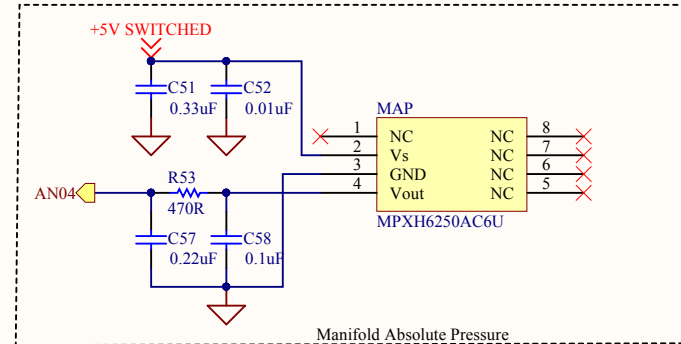 +5V SWITCHED
C51
0.33uF
C52
0.01uF
MAP
1 NC NC 8
2 Vs NC 7
3 GND NC 6
4 Vout NC 5
MPXH6250AC6U
AN04
R53
470R
C57
0.22uF
C58
0.1uF
Manifold Absolute Pressure